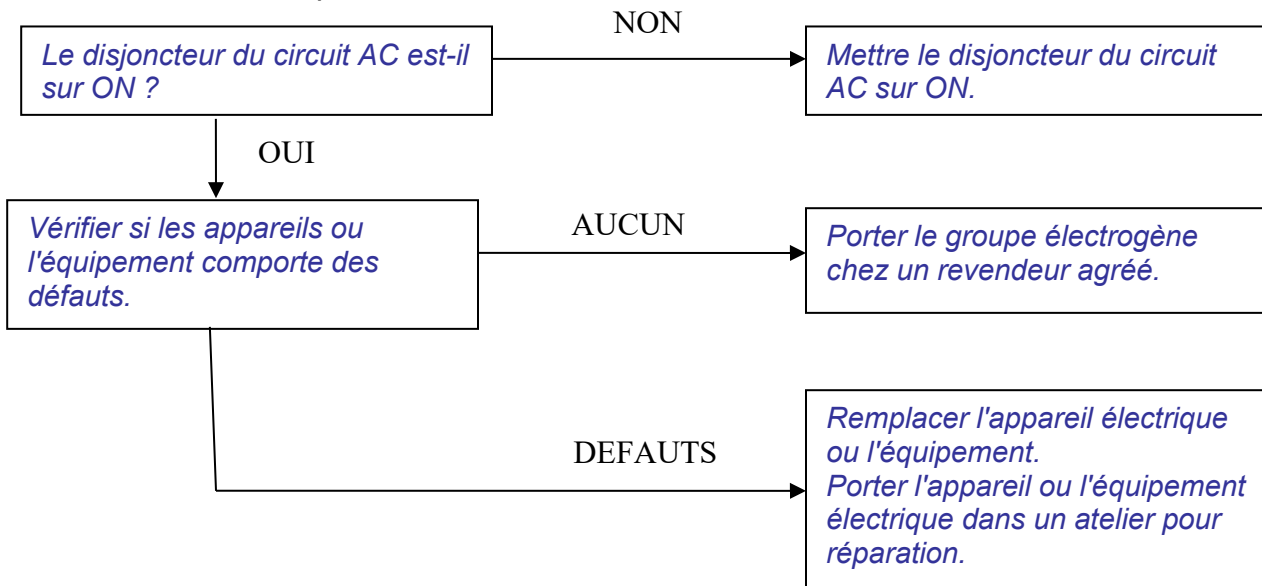 NON
Le disjoncteur du circuit AC est-il
sur ON ?
Mettre le disjoncteur du circuit
AC sur ON.
OUI
Vérifier si les appareils ou
l'équipement comporte des
défauts.
AUCUN
Porter le groupe électrogène
chez un revendeur agréé.
DEFAUTS
Remplacer l'appareil électrique
ou l'équipement.
Porter l'appareil ou l'équipement
électrique dans un atelier pour
réparation.